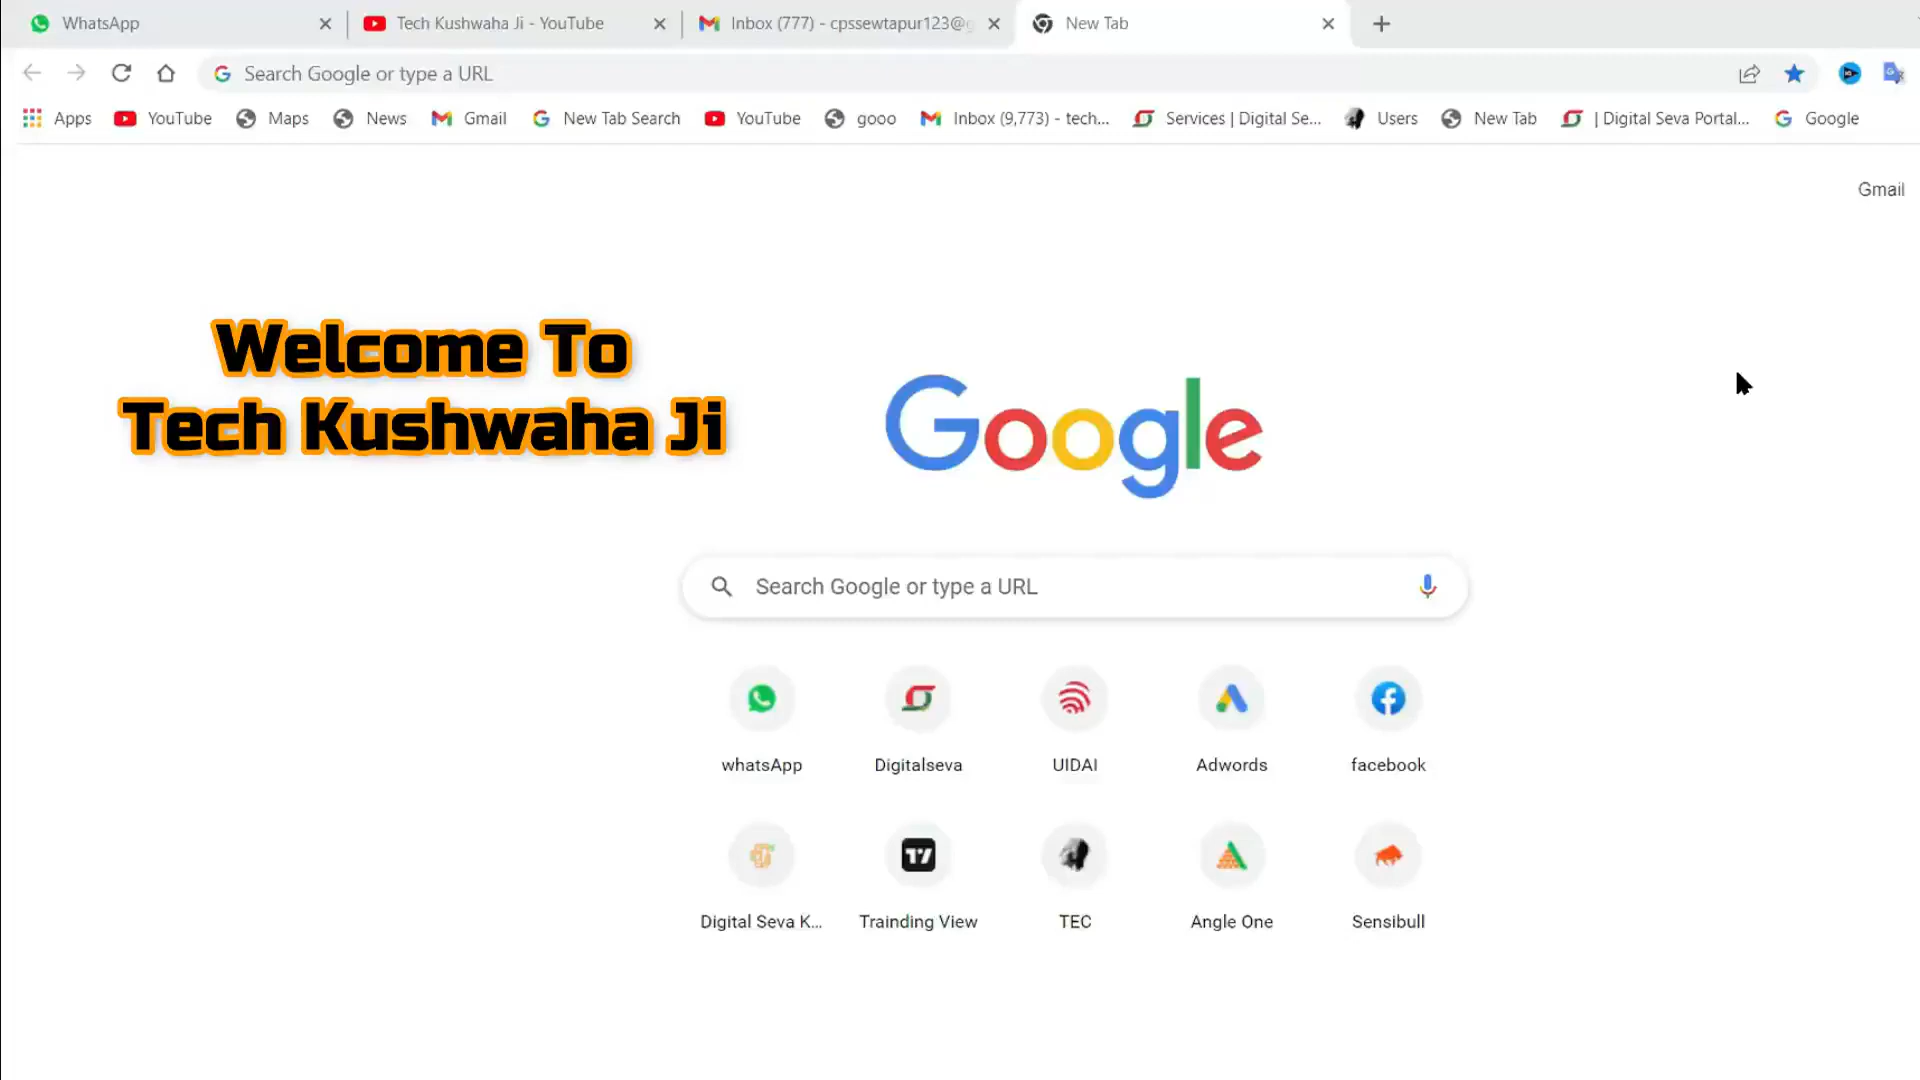 WhatsApp
Tech Kushwaha Ji - YouTube
Inbox (777) - cpssewtapur123@g
New Tab
Search Google or type a URL
Apps
YouTube
Maps
News
Gmail
New Tab Search
YouTube
gooo
Inbox (9,773) - tech...
Services | Digital Se...
Users
New Tab
| Digital Seva Portal...
Google
Gmail
Welcome To
Tech Kushwaha Ji
Google
Search Google or type a URL
whatsApp
Digitalseva
UIDAI
Adwords
facebook
Digital Seva K...
Trainding View
TEC
Angle One
Sensibull